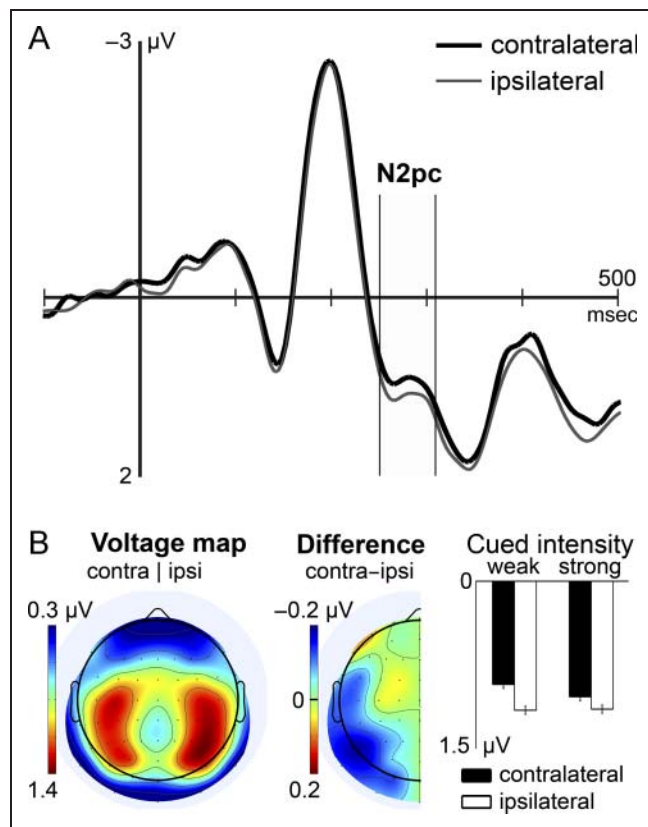 A
−3 μV
contralateral
ipsilateral
N2pc
500
msec
2
B
Voltage map
contra | ipsi
0.3 μV
1.4
Difference
contra–ipsi
−0.2 μV
0
0.2
Cued intensity
weak strong
0
1.5 μV
contralateral
ipsilateral